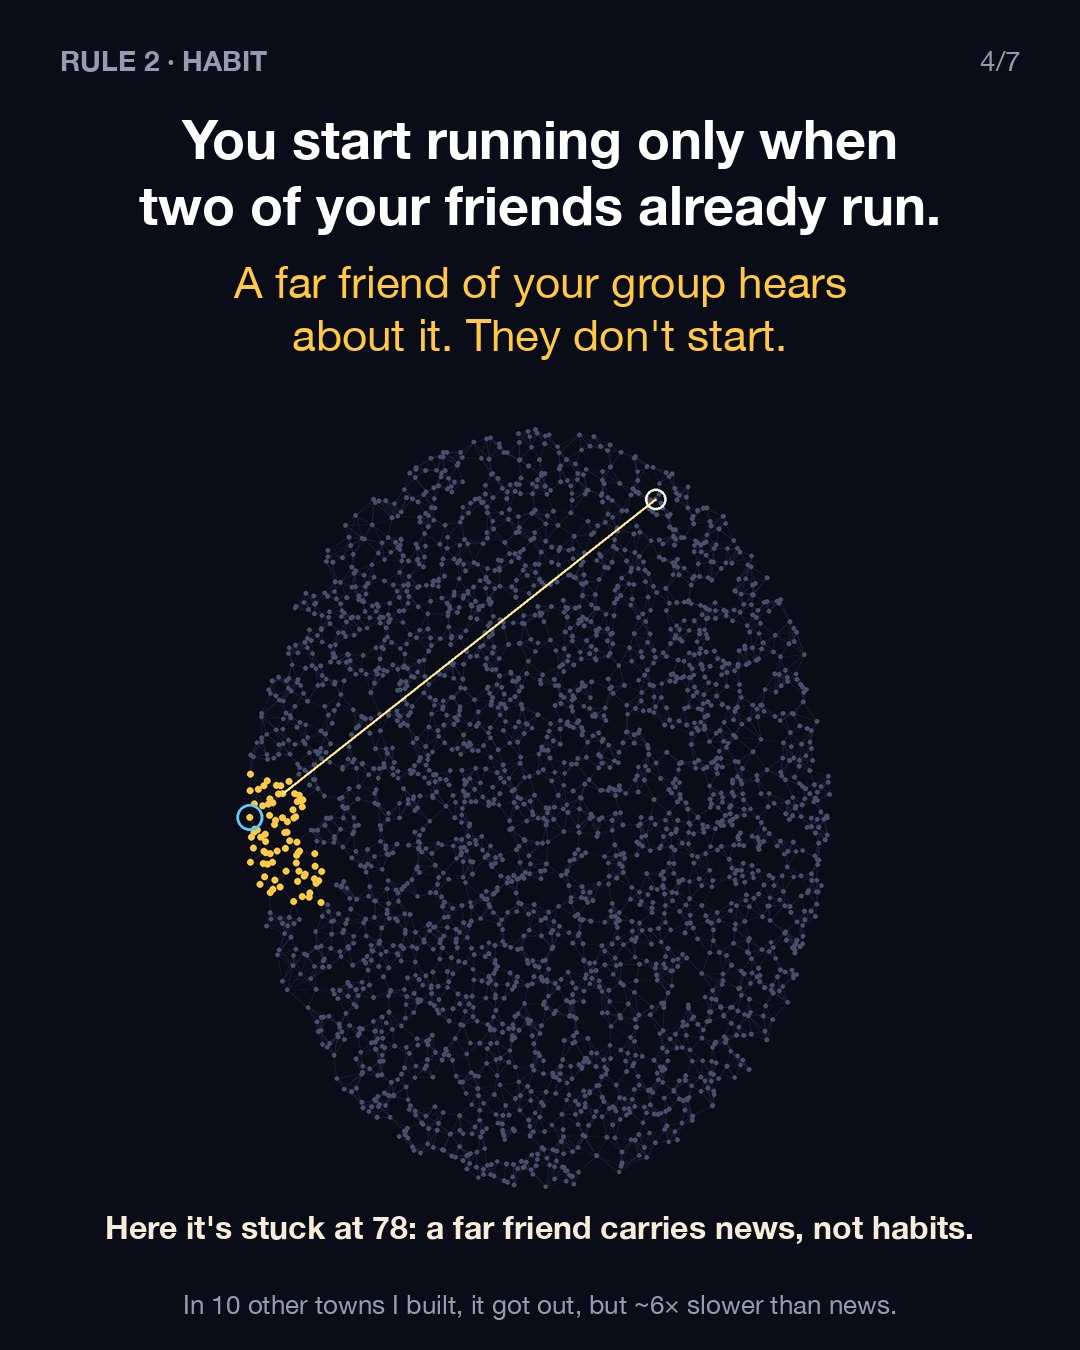 RULE 2 · HABIT
4/7
You start running only when
two of your friends already run.
A far friend of your group hears
about it. They don't start.
Here it's stuck at 78: a far friend carries news, not habits.
In 10 other towns I built, it got out, but ~6× slower than news.